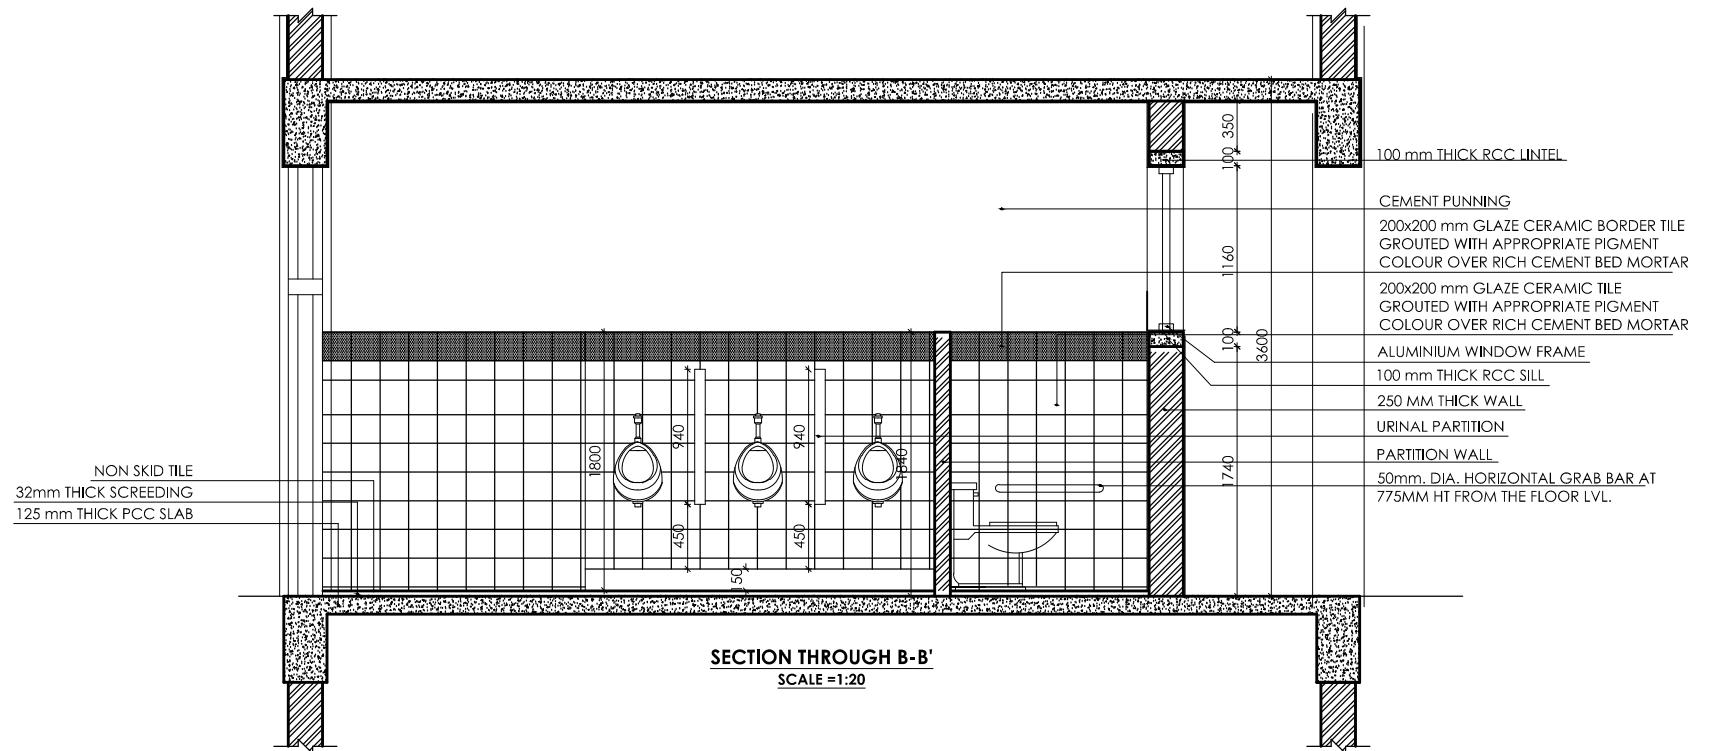 350
100
100 mm THICK RCC LINTEL
CEMENT PUNNING
200x200 mm GLAZE CERAMIC BORDER TILE
GROUTED WITH APPROPRIATE PIGMENT
COLOUR OVER RICH CEMENT BED MORTAR
1160
200x200 mm GLAZE CERAMIC TILE
GROUTED WITH APPROPRIATE PIGMENT
COLOUR OVER RICH CEMENT BED MORTAR
100
3600
ALUMINIUM WINDOW FRAME
100 mm THICK RCC SILL
250 MM THICK WALL
URINAL PARTITION
PARTITION WALL
50mm. DIA. HORIZONTAL GRAB BAR AT
775MM HT FROM THE FLOOR LVL.
1740
940
940
1800
1840
450
450
150
NON SKID TILE
32mm THICK SCREEDING
125 mm THICK PCC SLAB
SECTION THROUGH B-B'
SCALE =1:20